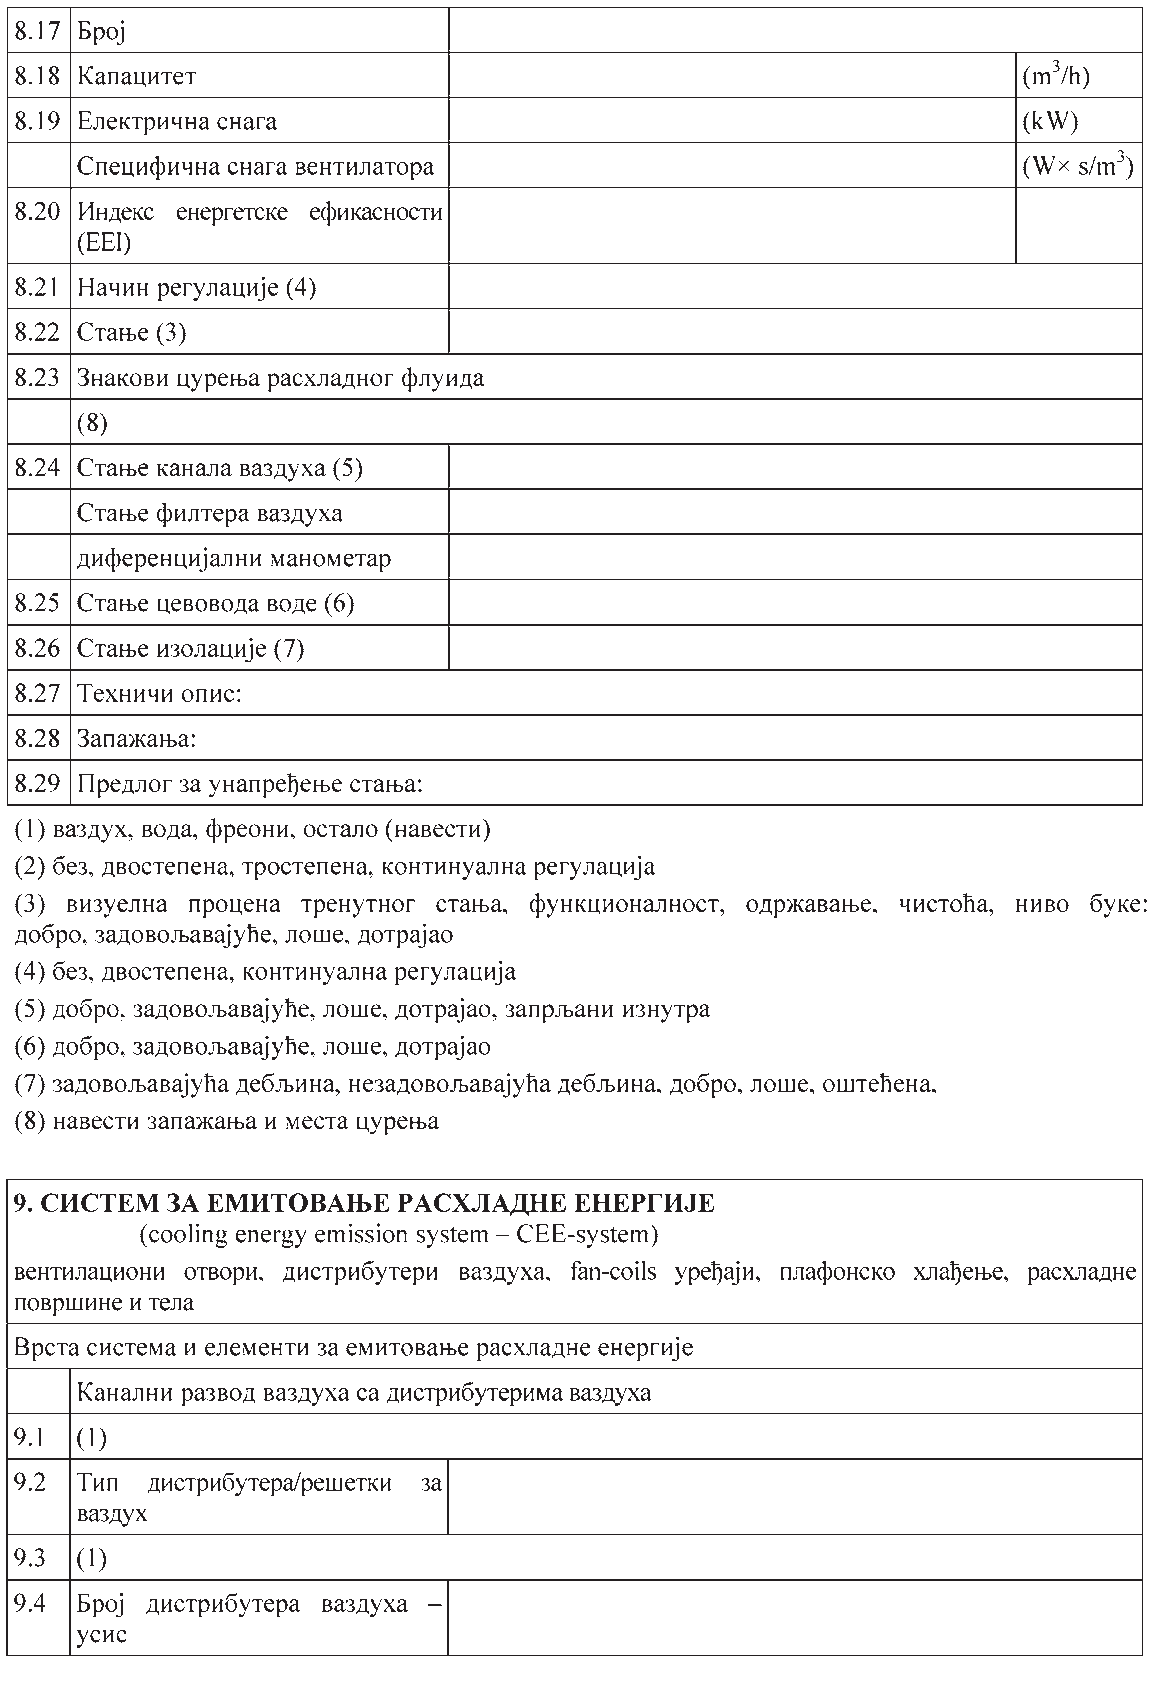 8.17 Број
8.18 Капацитет (m³/h)
8.19 Електрична снага (kW)
Специфична снага вентилатора (W× s/m³)
8.20 Индекс енергетске ефикасности
(EEI)
8.21 Начин регулације (4)
8.22 Стање (3)
8.23 Знакови цурења расхладног флуида
(8)
8.24 Стање канала ваздуха (5)
Стање филтера ваздуха
диференцијални манометар
8.25 Стање цевовода воде (6)
8.26 Стање изолације (7)
8.27 Техничи опис:
8.28 Запажања:
8.29 Предлог за унапређење стања:
(1) ваздух, вода, фреони, остало (навести)
(2) без, двостепена, тростепена, континуална регулација
(3) визуелна процена тренутног стања, функционалност, одржавање, чистоћа, ниво буке:
добро, задовољавајуће, лоше, дотрајао
(4) без, двостепена, континуална регулација
(5) добро, задовољавајуће, лоше, дотрајао, запрљани изнутра
(6) добро, задовољавајуће, лоше, дотрајао
(7) задовољавајућа дебљина, незадовољавајућа дебљина, добро, лоше, оштећена,
(8) навести запажања и места цурења
9. СИСТЕМ ЗА ЕМИТОВАЊЕ РАСХЛАДНЕ ЕНЕРГИЈЕ
(cooling energy emission system – CEE-system)
вентилациони отвори, дистрибутери ваздуха, fan-coils уређаји, плафонско хлађење, расхладне
површине и тела
Врста система и елементи за емитовање расхладне енергије
Канални развод ваздуха са дистрибутерима ваздуха
9.1 (1)
9.2 Тип дистрибутера/решетки за
ваздух
9.3 (1)
9.4 Број дистрибутера ваздуха –
усис